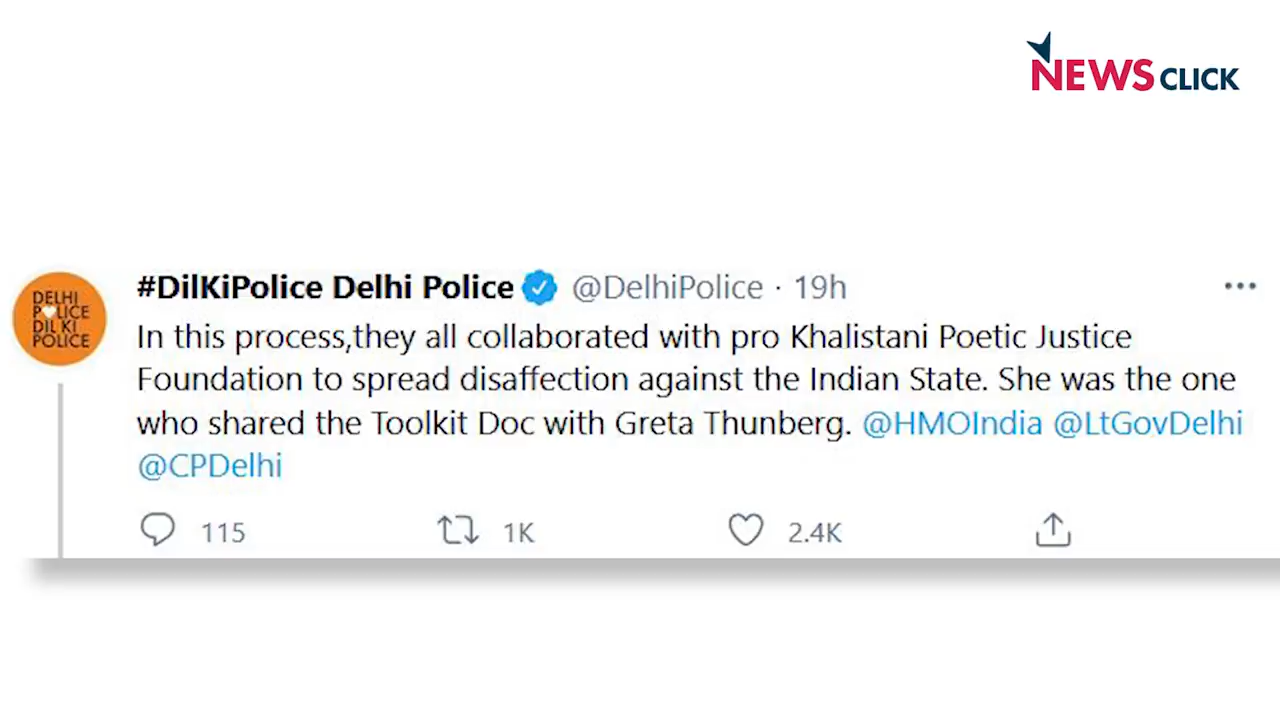 NEWS CLICK
#DilKiPolice Delhi Police @DelhiPolice · 19h
DELHI
POLICE
DIL KI
POLICE
In this process,they all collaborated with pro Khalistani Poetic Justice
Foundation to spread disaffection against the Indian State. She was the one
who shared the Toolkit Doc with Greta Thunberg. @HMOIndia @LtGovDelhi
@CPDelhi
115 1K 2.4K